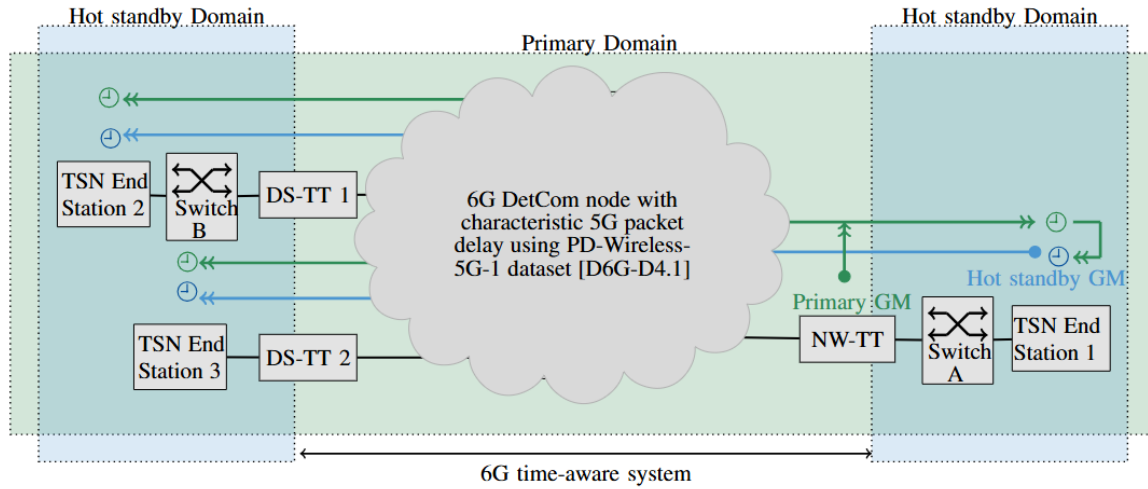 Hot standby Domain
Hot standby Domain
Primary Domain
TSN End
Station 2
Switch
B
DS-TT 1
6G DetCom node with
characteristic 5G packet
delay using PD-Wireless-
5G-1 dataset [D6G-D4.1]
Hot standby GM
Primary GM
TSN End
Station 3
DS-TT 2
NW-TT
Switch
A
TSN End
Station 1
6G time-aware system